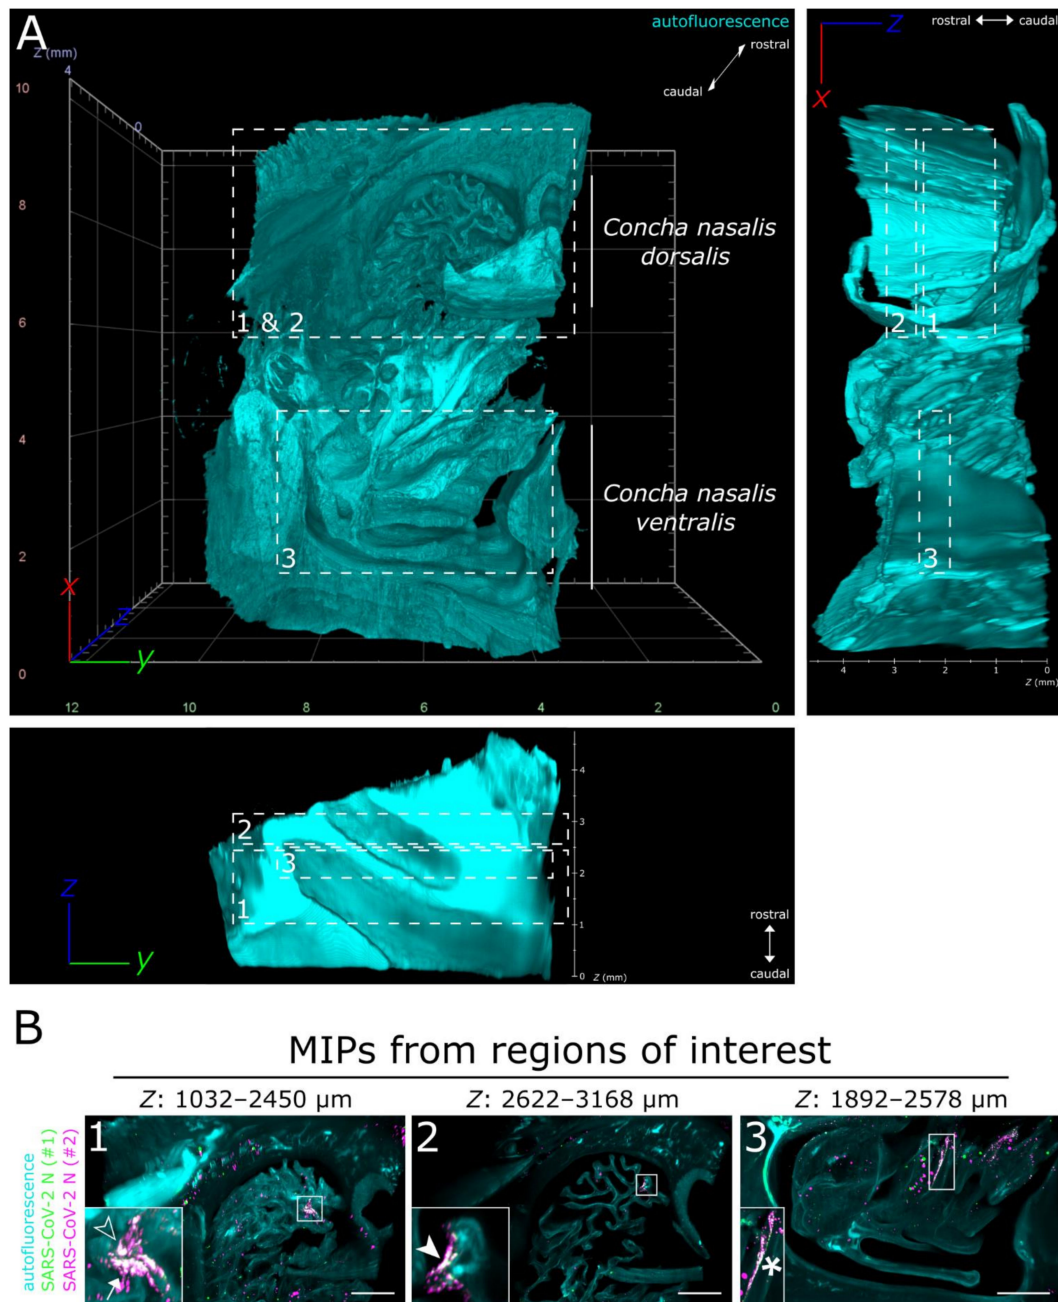 A
autofluorescence
rostral
caudal
Z (mm)
4
0
10
8
6
4
2
0
12
10
8
6
4
2
0
x
z
y
Concha nasalis
dorsalis
1 & 2
Concha nasalis
ventralis
3
z
x
rostral
caudal
2
1
3
4
3
2
1
0
Z (mm)
z
y
2
3
1
4
3
2
1
0
Z (mm)
rostral
caudal
B
MIPs from regions of interest
Z: 1032–2450 µm
Z: 2622–3168 µm
Z: 1892–2578 µm
autofluorescence
SARS-CoV-2 N (#1)
SARS-CoV-2 N (#2)
1
2
3
*